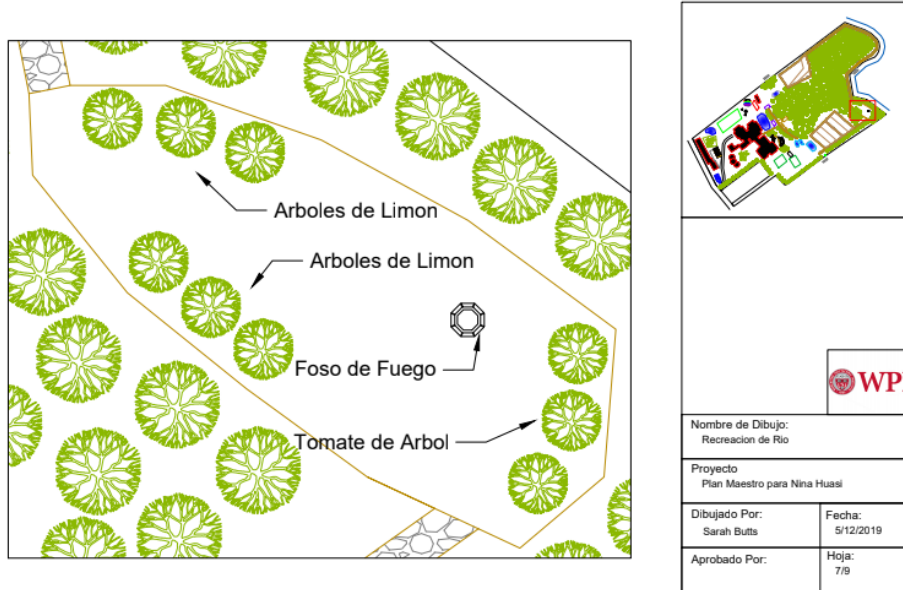 Arboles de Limon
Arboles de Limon
Foso de Fuego
Tomate de Arbol
WP
Nombre de Dibujo:
Recreacion de Rio
Proyecto
Plan Maestro para Nina Huasi
Dibujado Por:
Sarah Butts
Fecha:
5/12/2019
Aprobado Por:
Hoja:
7/9